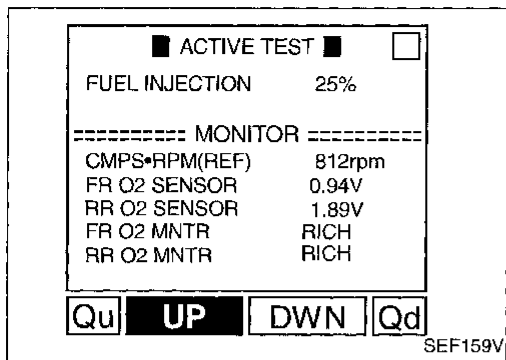 ■ ACTIVE TEST ■
FUEL INJECTION 25%
========== MONITOR ==========
CMPS•RPM(REF) 812rpm
FR O2 SENSOR 0.94V
RR O2 SENSOR 1.89V
FR O2 MNTR RICH
RR O2 MNTR RICH
Qu UP DWN Qd
SEF159V